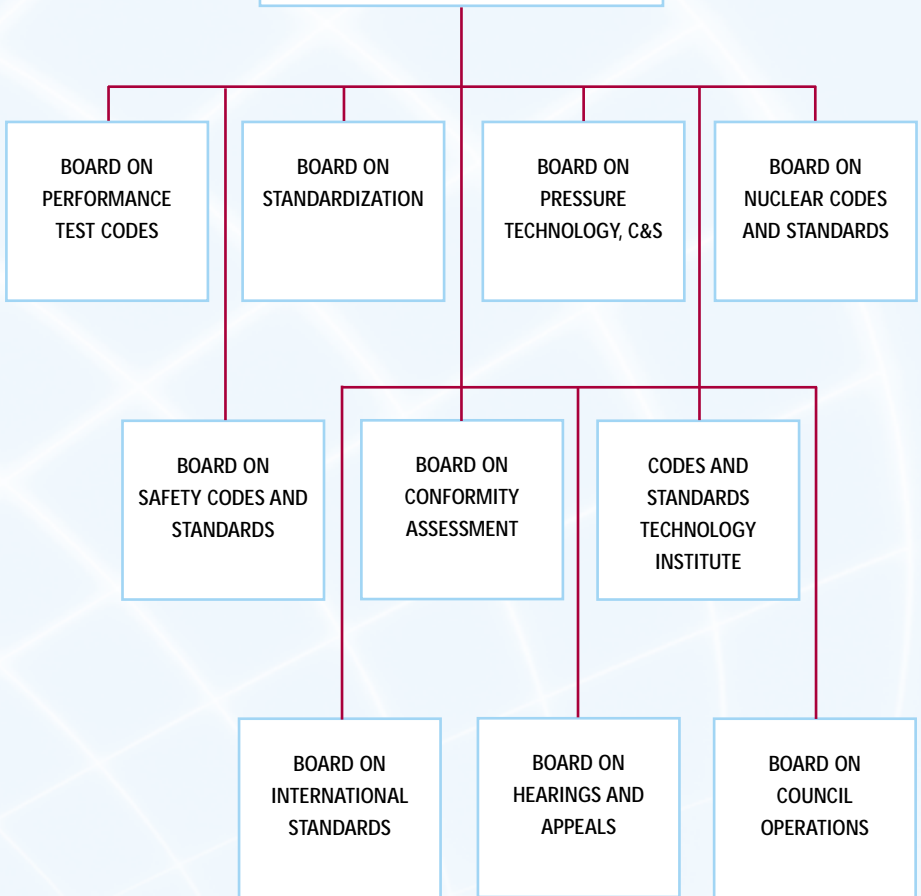 BOARD ON
PERFORMANCE
TEST CODES
BOARD ON
STANDARDIZATION
BOARD ON
PRESSURE
TECHNOLOGY, C&S
BOARD ON
NUCLEAR CODES
AND STANDARDS
BOARD ON
SAFETY CODES AND
STANDARDS
BOARD ON
CONFORMITY
ASSESSMENT
CODES AND
STANDARDS
TECHNOLOGY
INSTITUTE
BOARD ON
INTERNATIONAL
STANDARDS
BOARD ON
HEARINGS AND
APPEALS
BOARD ON
COUNCIL
OPERATIONS